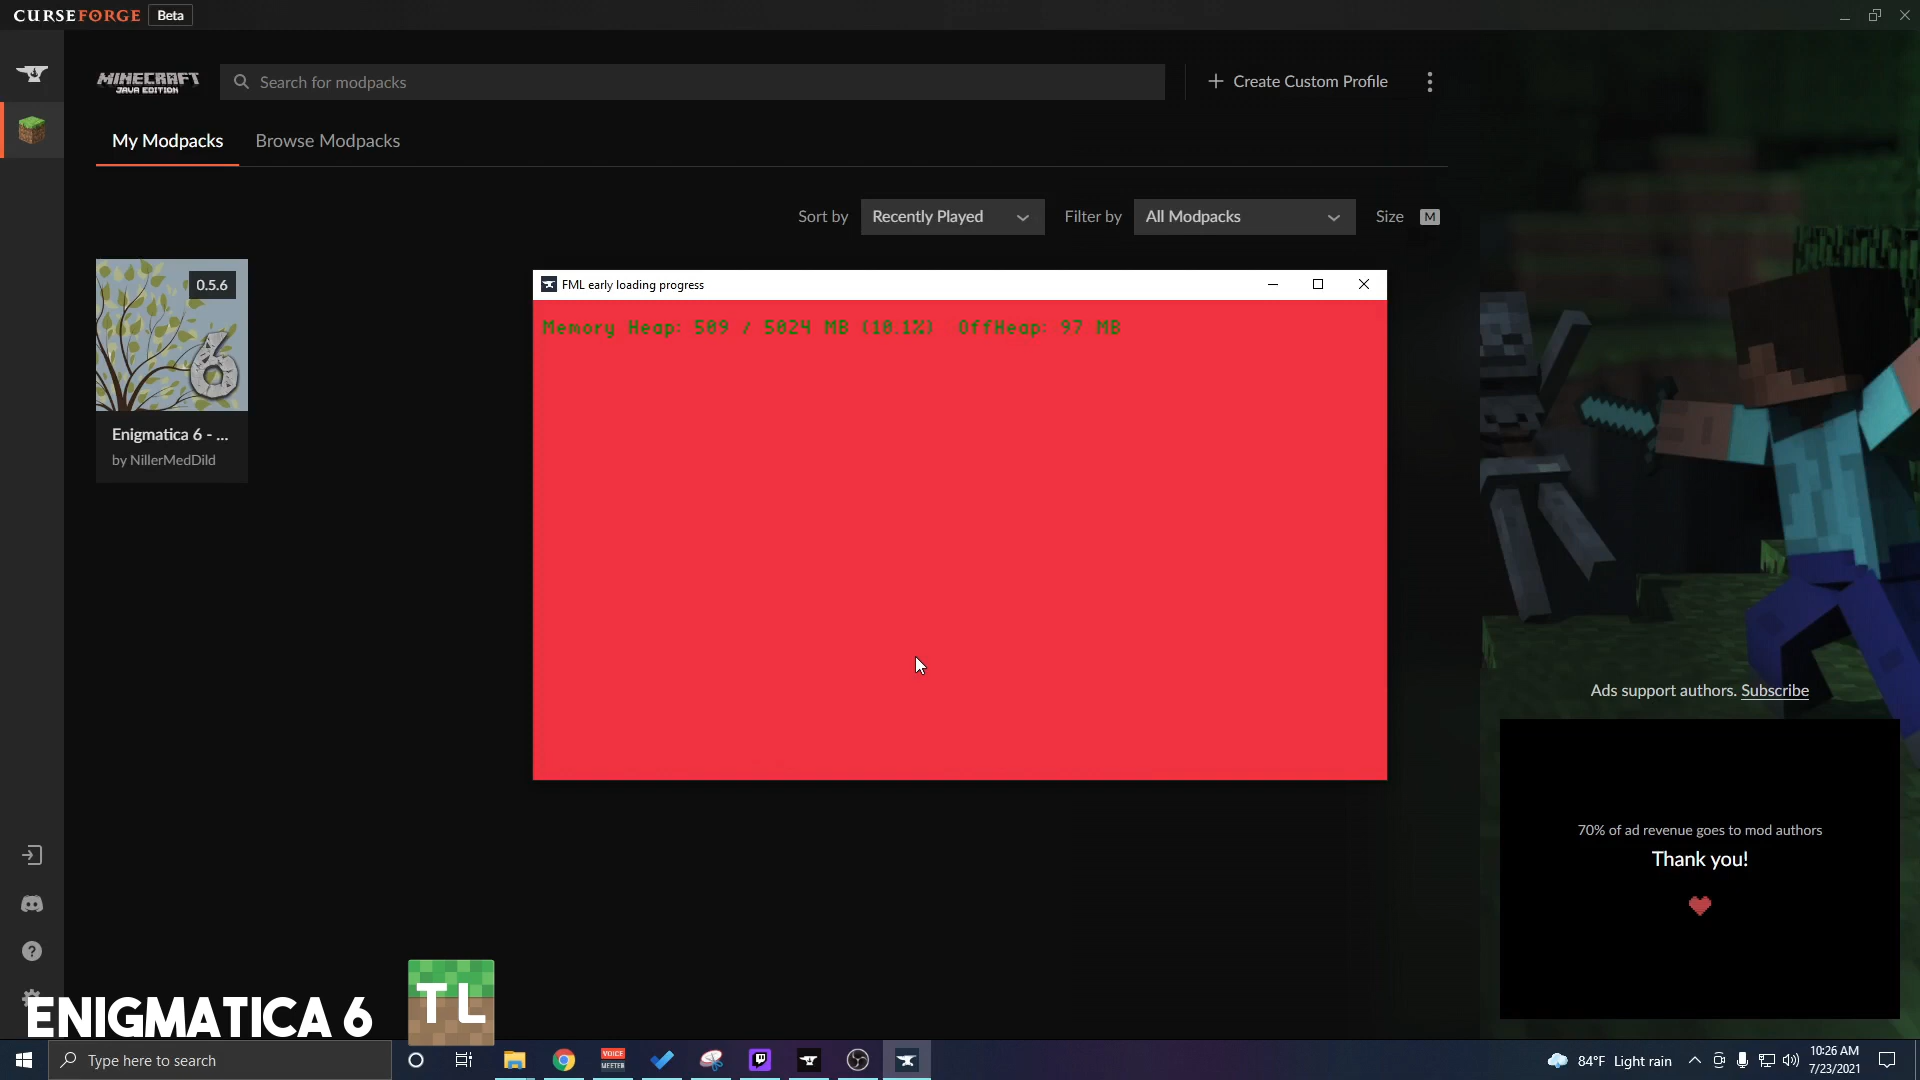 CURSEFORGE Beta
MINECRAFT
JAVA EDITION
Search for modpacks
Create Custom Profile
My Modpacks
Browse Modpacks
Sort by
Recently Played
Filter by
All Modpacks
Size
M
FML early loading progress
Memory Heap: 509 / 5024 MB (10.1%) OffHeap: 97 MB
0.5.6
6
Enigmatica 6 - ...
by NillerMedDild
Ads support authors. Subscribe
70% of ad revenue goes to mod authors
Thank you!
?
ENIGMATICA 6
TL
Type here to search
VOICE
MEETER
84°F Light rain
10:26 AM
7/23/2021